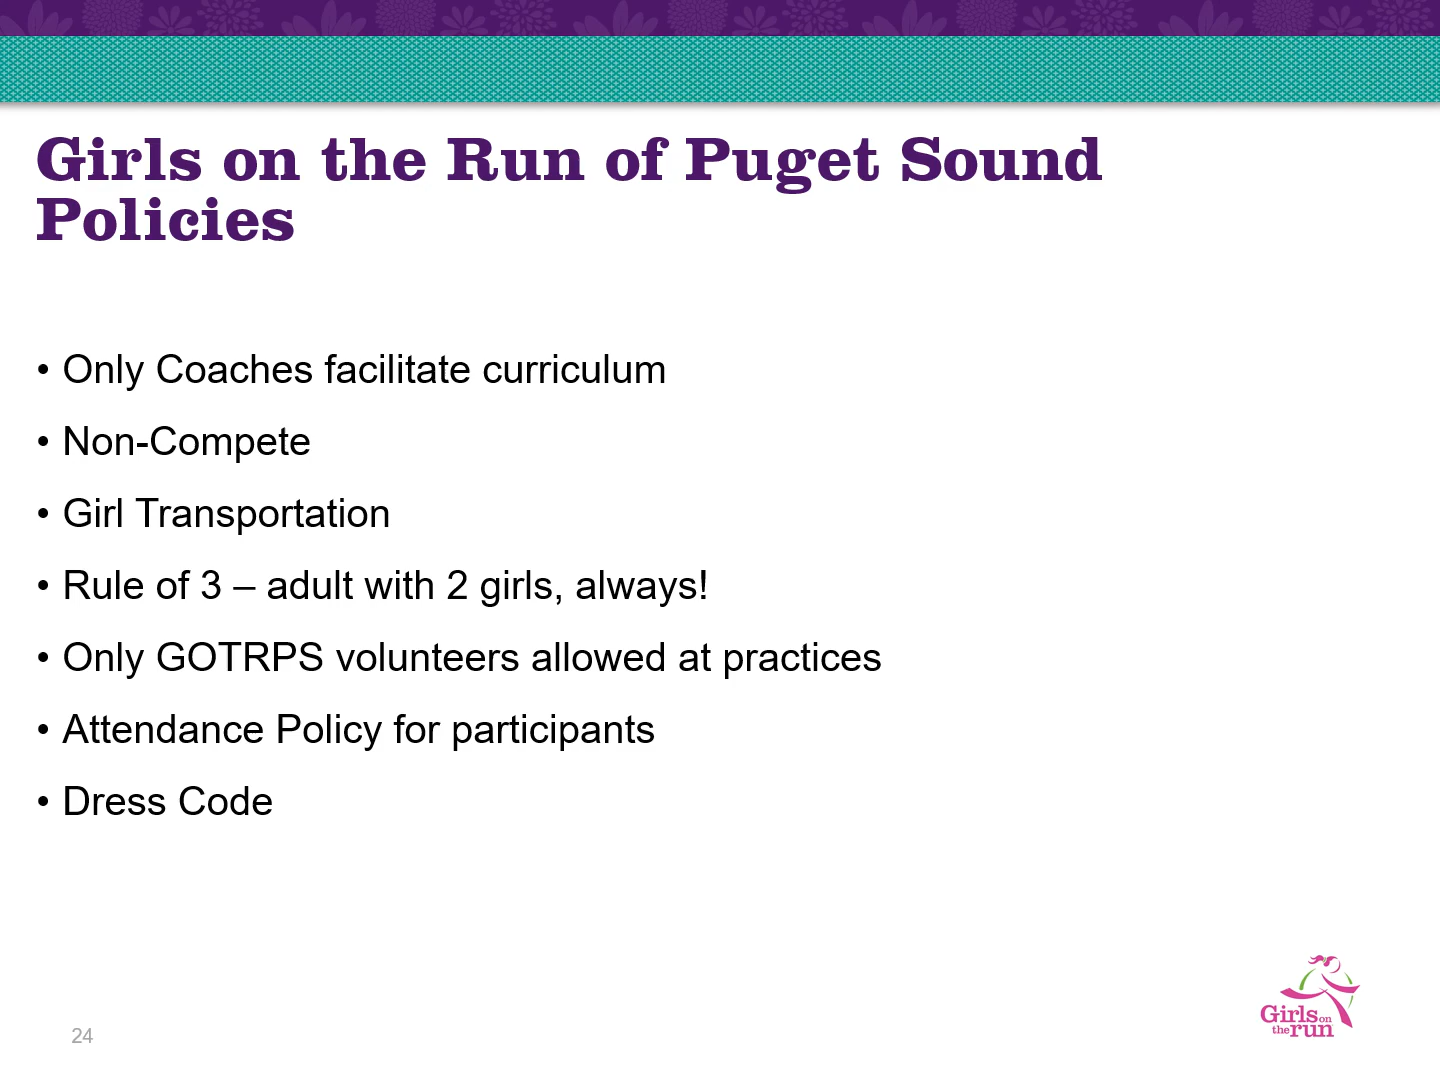 Girls on the Run of Puget Sound
Policies
• Only Coaches facilitate curriculum
• Non-Compete
• Girl Transportation
• Rule of 3 – adult with 2 girls, always!
• Only GOTRPS volunteers allowed at practices
• Attendance Policy for participants
• Dress Code
24
Girls on
the run